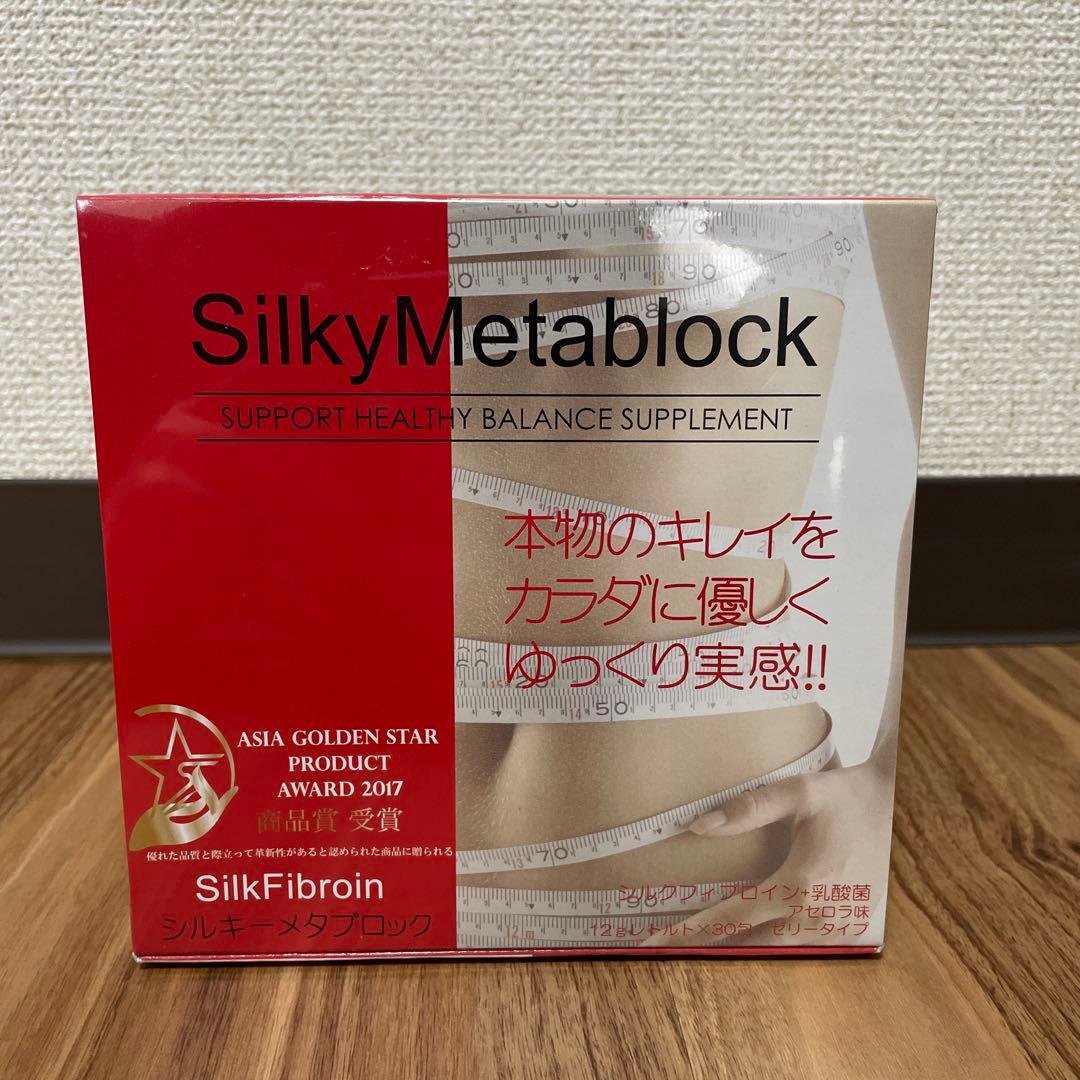 SilkyMetablock
SUPPORT HEALTHY BALANCE SUPPLEMENT
本物のキレイを
カラダに優しく
ゆっくり実感!!
ASIA GOLDEN STAR
PRODUCT
AWARD 2017
商品賞 受賞
優れた品質と際立って革新性があると認められた商品に贈られる
SilkFibroin
シルキーメタブロック
シルクフィブロイン+乳酸菌
アセロラ味
12gレトルト×30包 ゼリータイプ